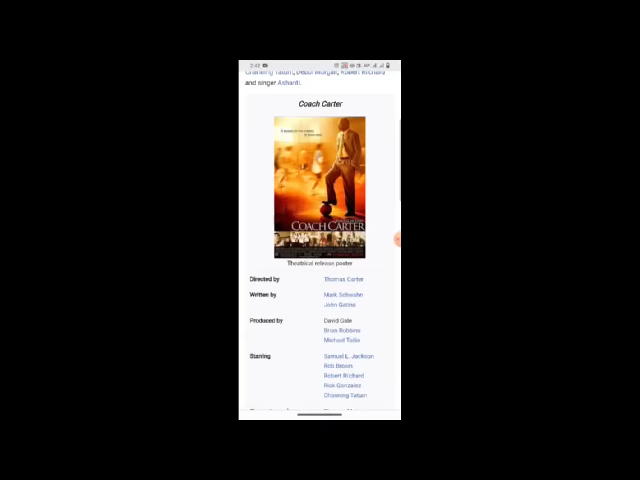 2:42
Channing Tatum, Debbi Morgan, Robert Richard
and singer Ashanti.
Coach Carter
COACH CARTER
Theatrical release poster
Directed by Thomas Carter
Written by Mark Schwahn
John Gatins
Produced by David Gale
Brian Robbins
Michael Tollin
Starring Samuel L. Jackson
Rob Brown
Robert Richard
Rick Gonzalez
Channing Tatum